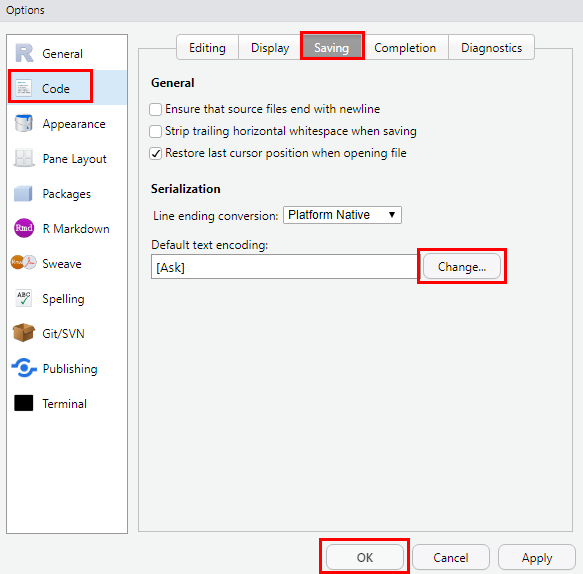 Options
General
Code
Appearance
Pane Layout
Packages
R Markdown
Sweave
Spelling
Git/SVN
Publishing
Terminal
Editing Display Saving Completion Diagnostics
General
Ensure that source files end with newline
Strip trailing horizontal whitespace when saving
Restore last cursor position when opening file
Serialization
Line ending conversion: Platform Native
Default text encoding:
[Ask] Change...
OK Cancel Apply